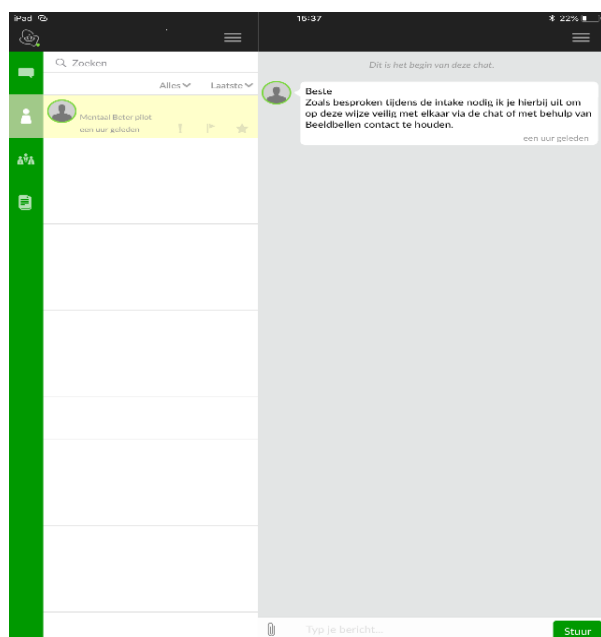 iPad
16:37
22%
Zoeken
Alles
Laatste
Mentaal Beter pilot
een uur geleden
Dit is het begin van deze chat.
Beste
Zoals besproken tijdens de intake nodig ik je hierbij uit om
op deze wijze veilig met elkaar via de chat of met behulp van
Beeldbellen contact te houden.
een uur geleden
Typ je bericht...
Stuur